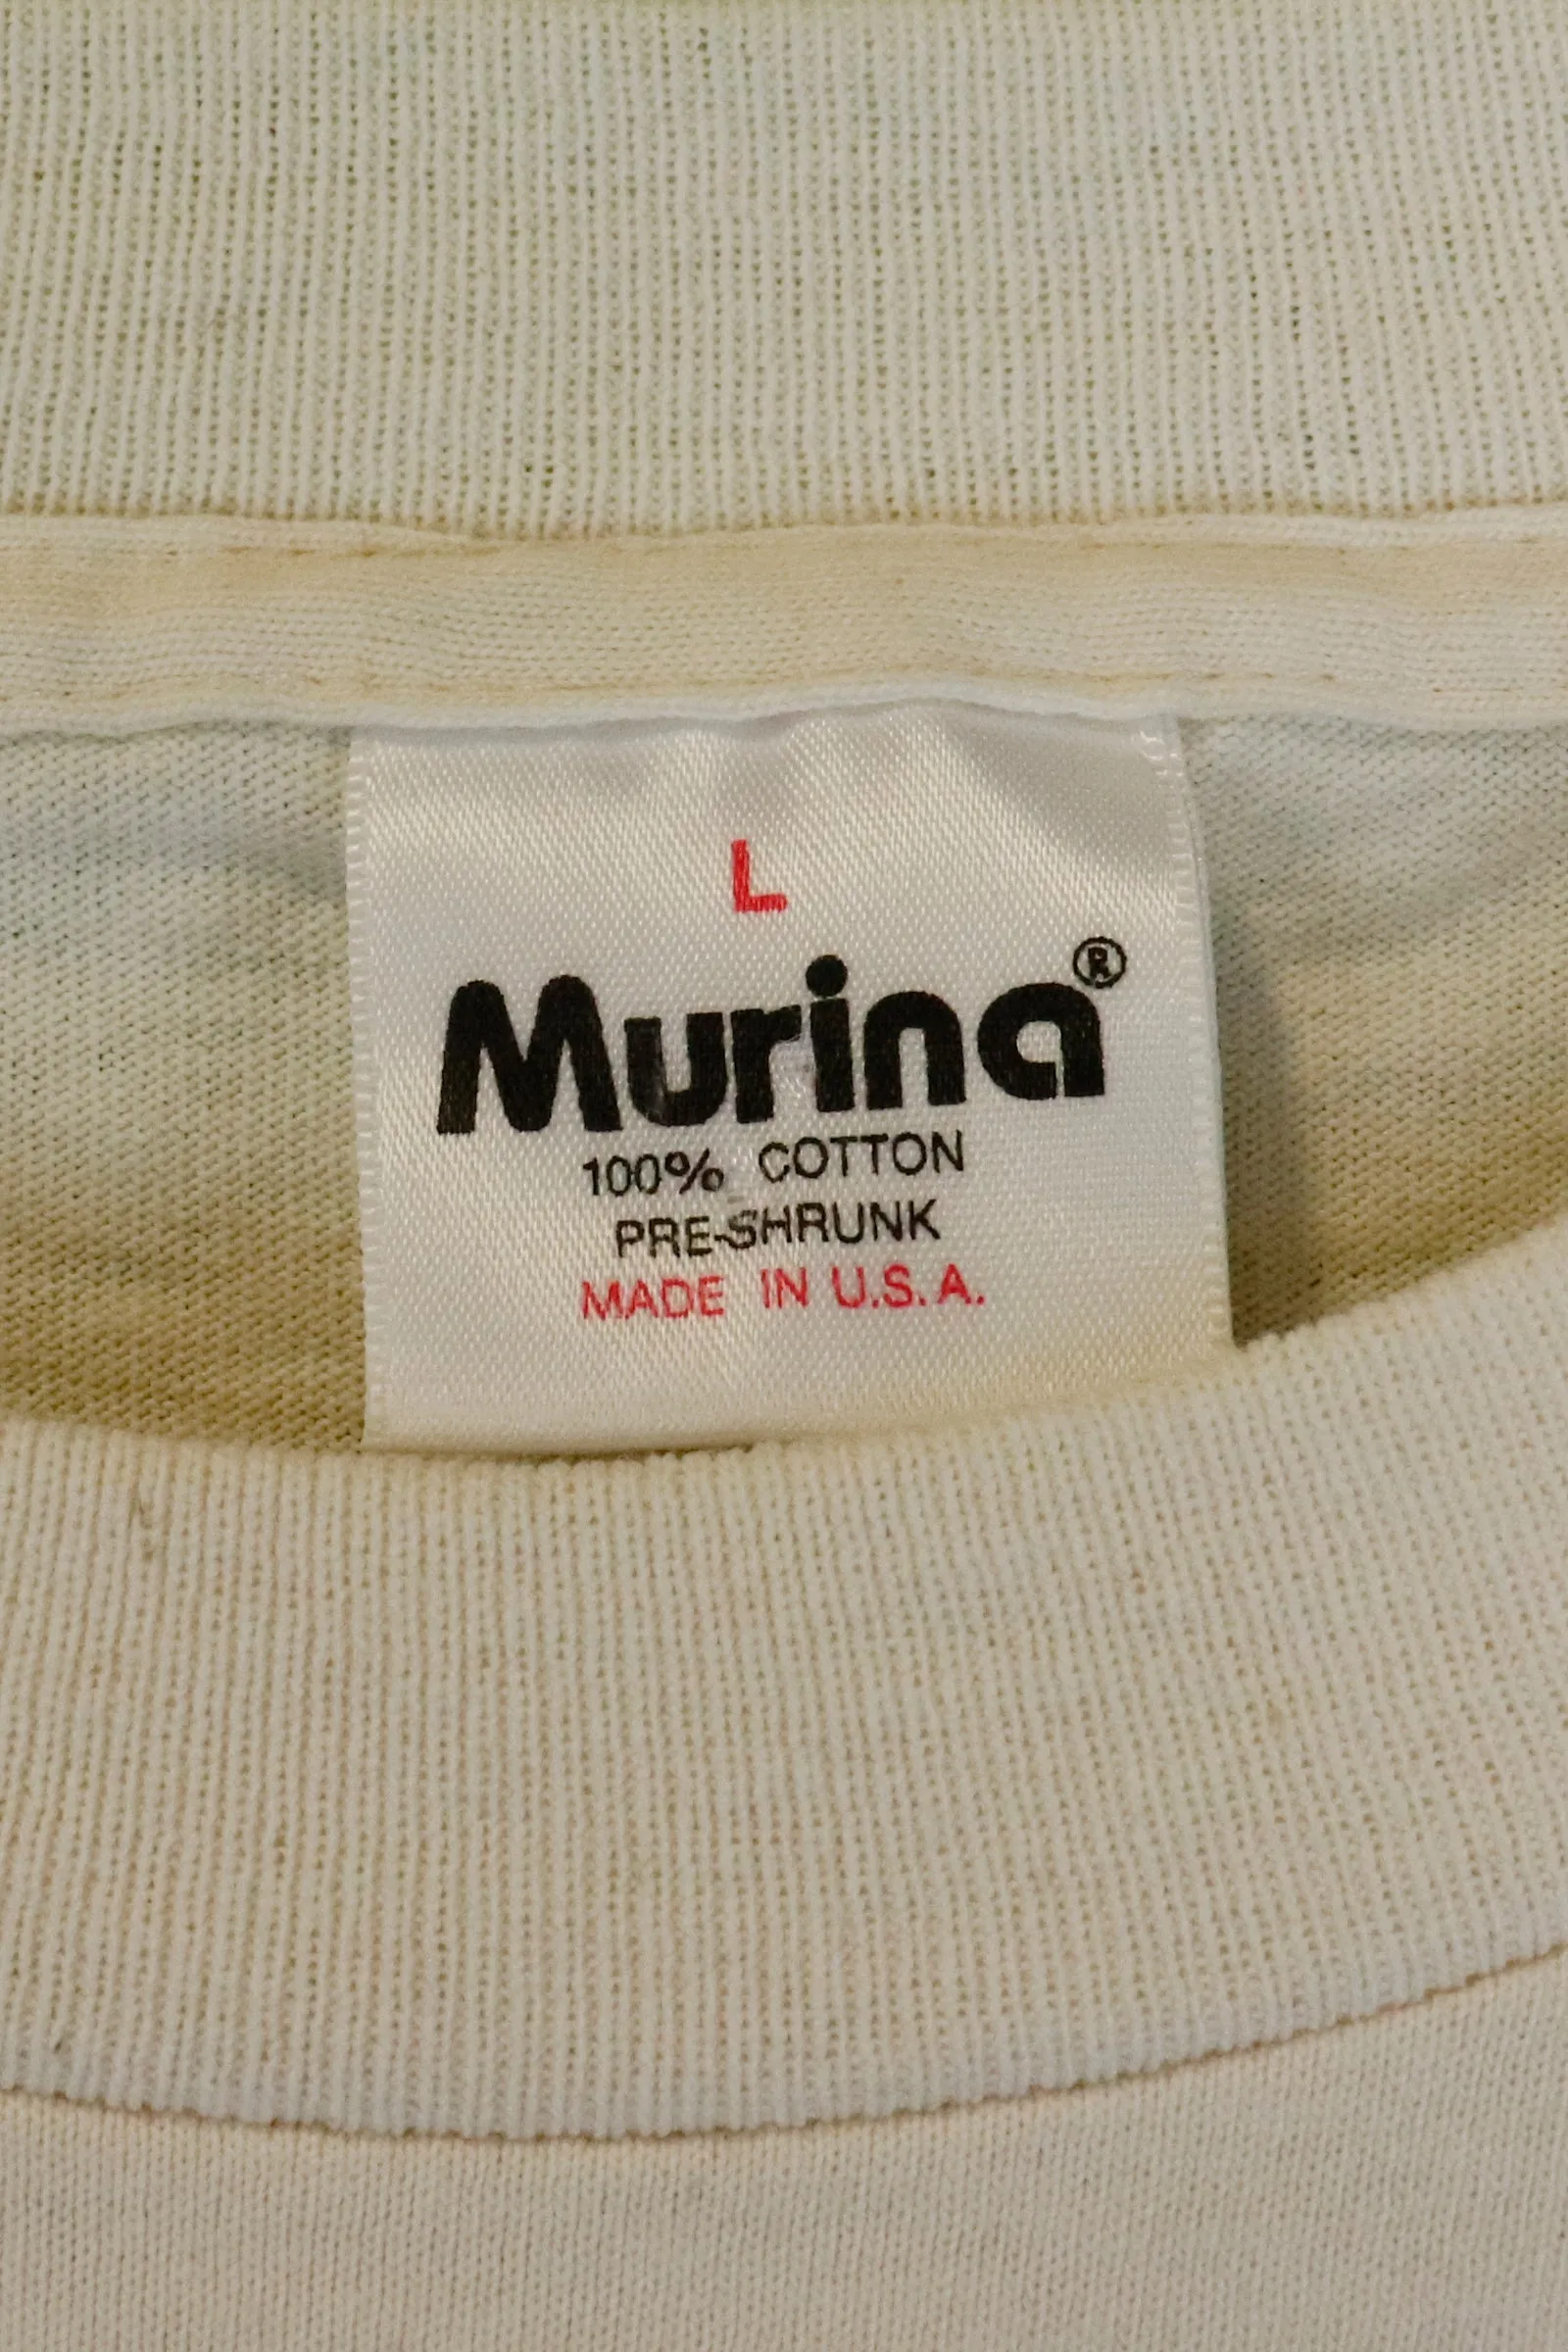 L
Murina®
100% COTTON
PRE-SHRUNK
MADE IN U.S.A.